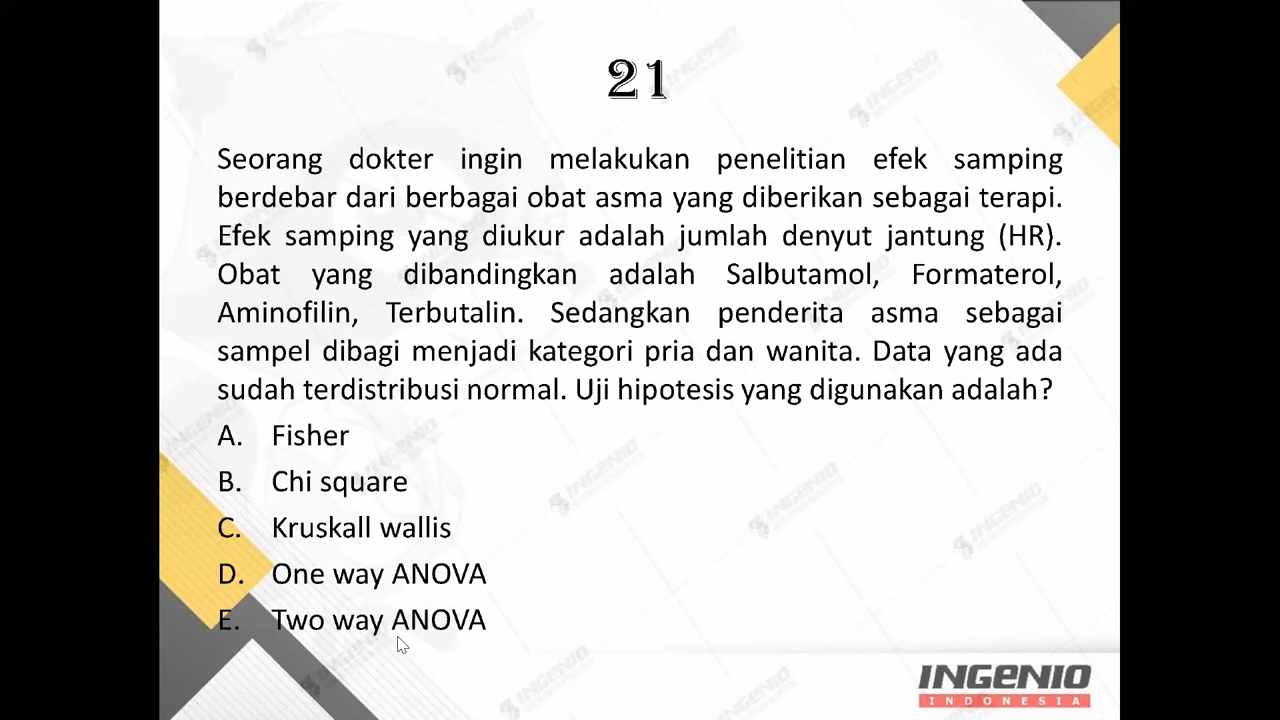 21
Seorang dokter ingin melakukan penelitian efek samping
berdebar dari berbagai obat asma yang diberikan sebagai terapi.
Efek samping yang diukur adalah jumlah denyut jantung (HR).
Obat yang dibandingkan adalah Salbutamol, Formaterol,
Aminofilin, Terbutalin. Sedangkan penderita asma sebagai
sampel dibagi menjadi kategori pria dan wanita. Data yang ada
sudah terdistribusi normal. Uji hipotesis yang digunakan adalah?
A. Fisher
B. Chi square
C. Kruskall wallis
D. One way ANOVA
E. Two way ANOVA
INGENIO
INDONESIA